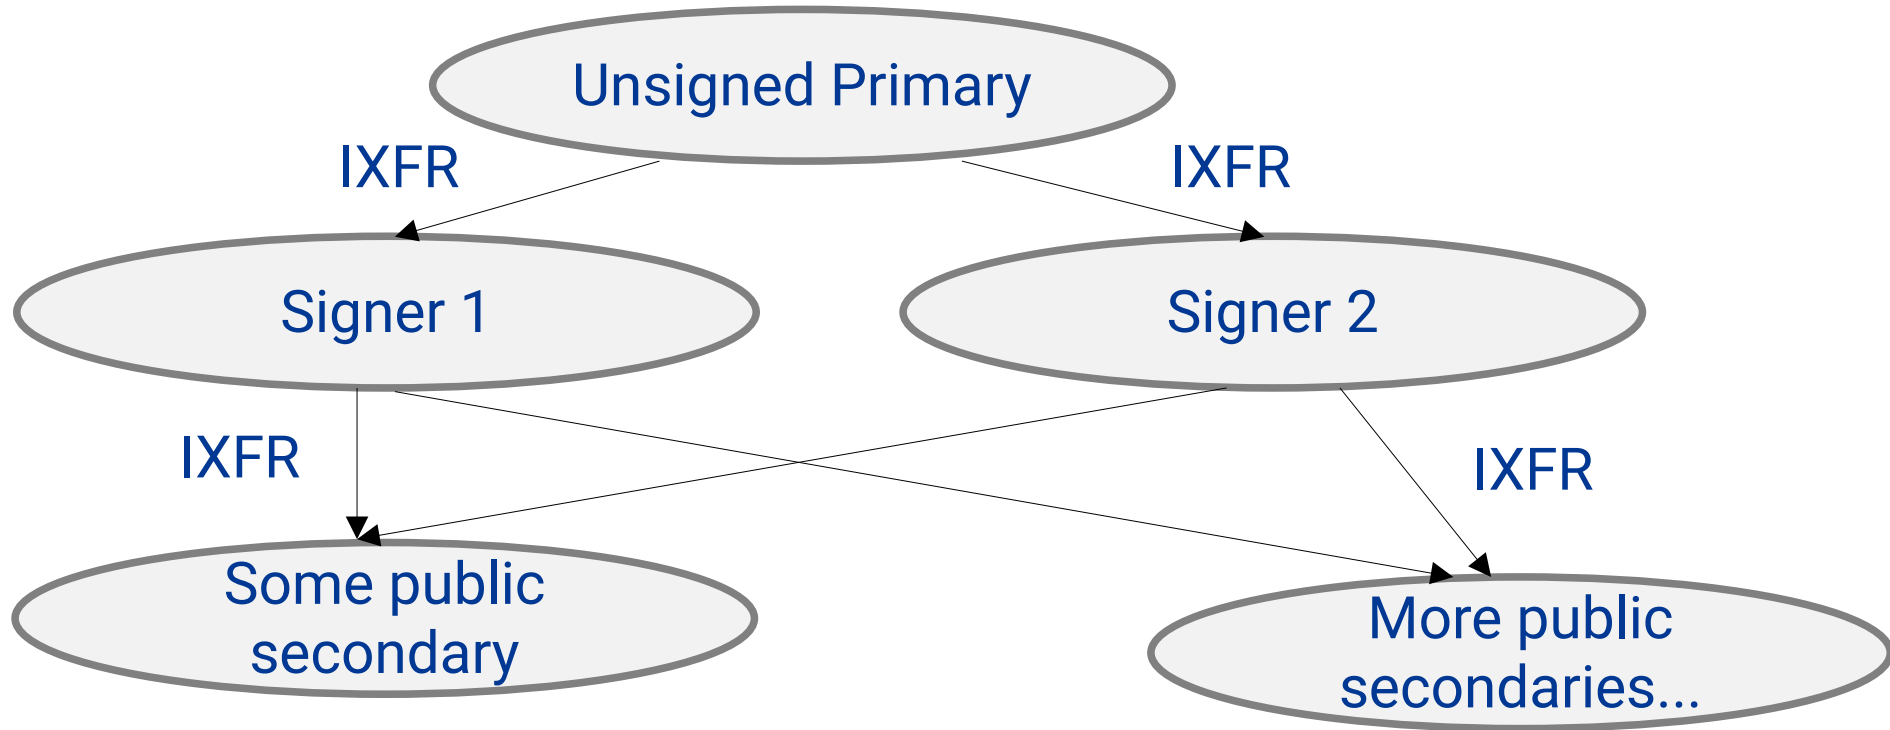 Unsigned Primary
IXFR
IXFR
Signer 1
Signer 2
IXFR
IXFR
Some public
secondary
More public
secondaries...